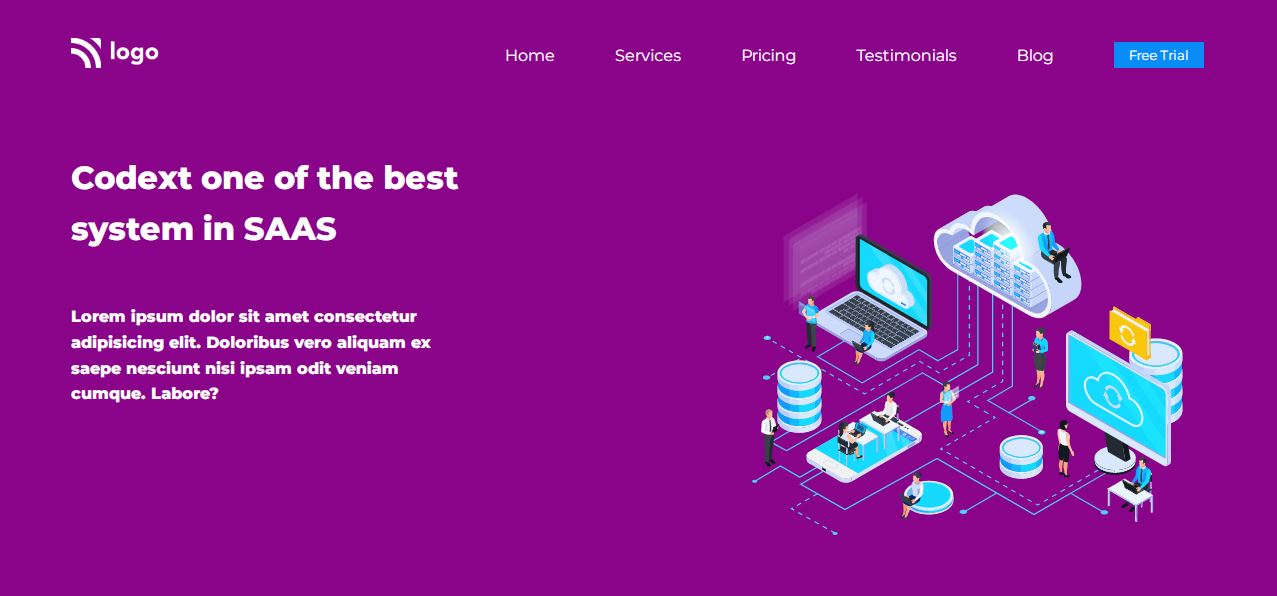 logo
Home Services Pricing Testimonials Blog Free Trial
Codext one of the best
system in SAAS
Lorem ipsum dolor sit amet consectetur
adipisicing elit. Doloribus vero aliquam ex
saepe nesciunt nisi ipsam odit veniam
cumque. Labore?